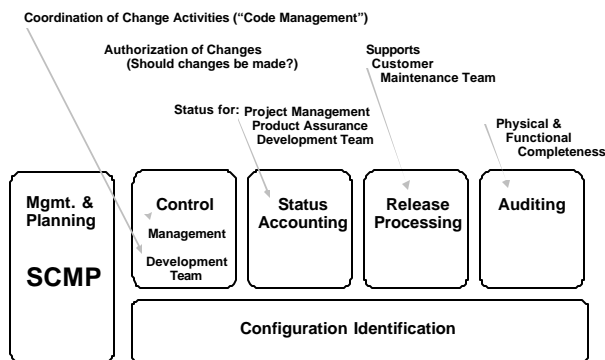 Coordination of Change Activities (“Code Management”)
Authorization of Changes
(Should changes be made?)
Supports
Customer
Maintenance Team
Status for: Project Management
Product Assurance
Development Team
Physical &
Functional
Completeness
Mgmt. &
Planning
SCMP
Control
Management
Development
Team
Status
Accounting
Release
Processing
Auditing
Configuration Identification